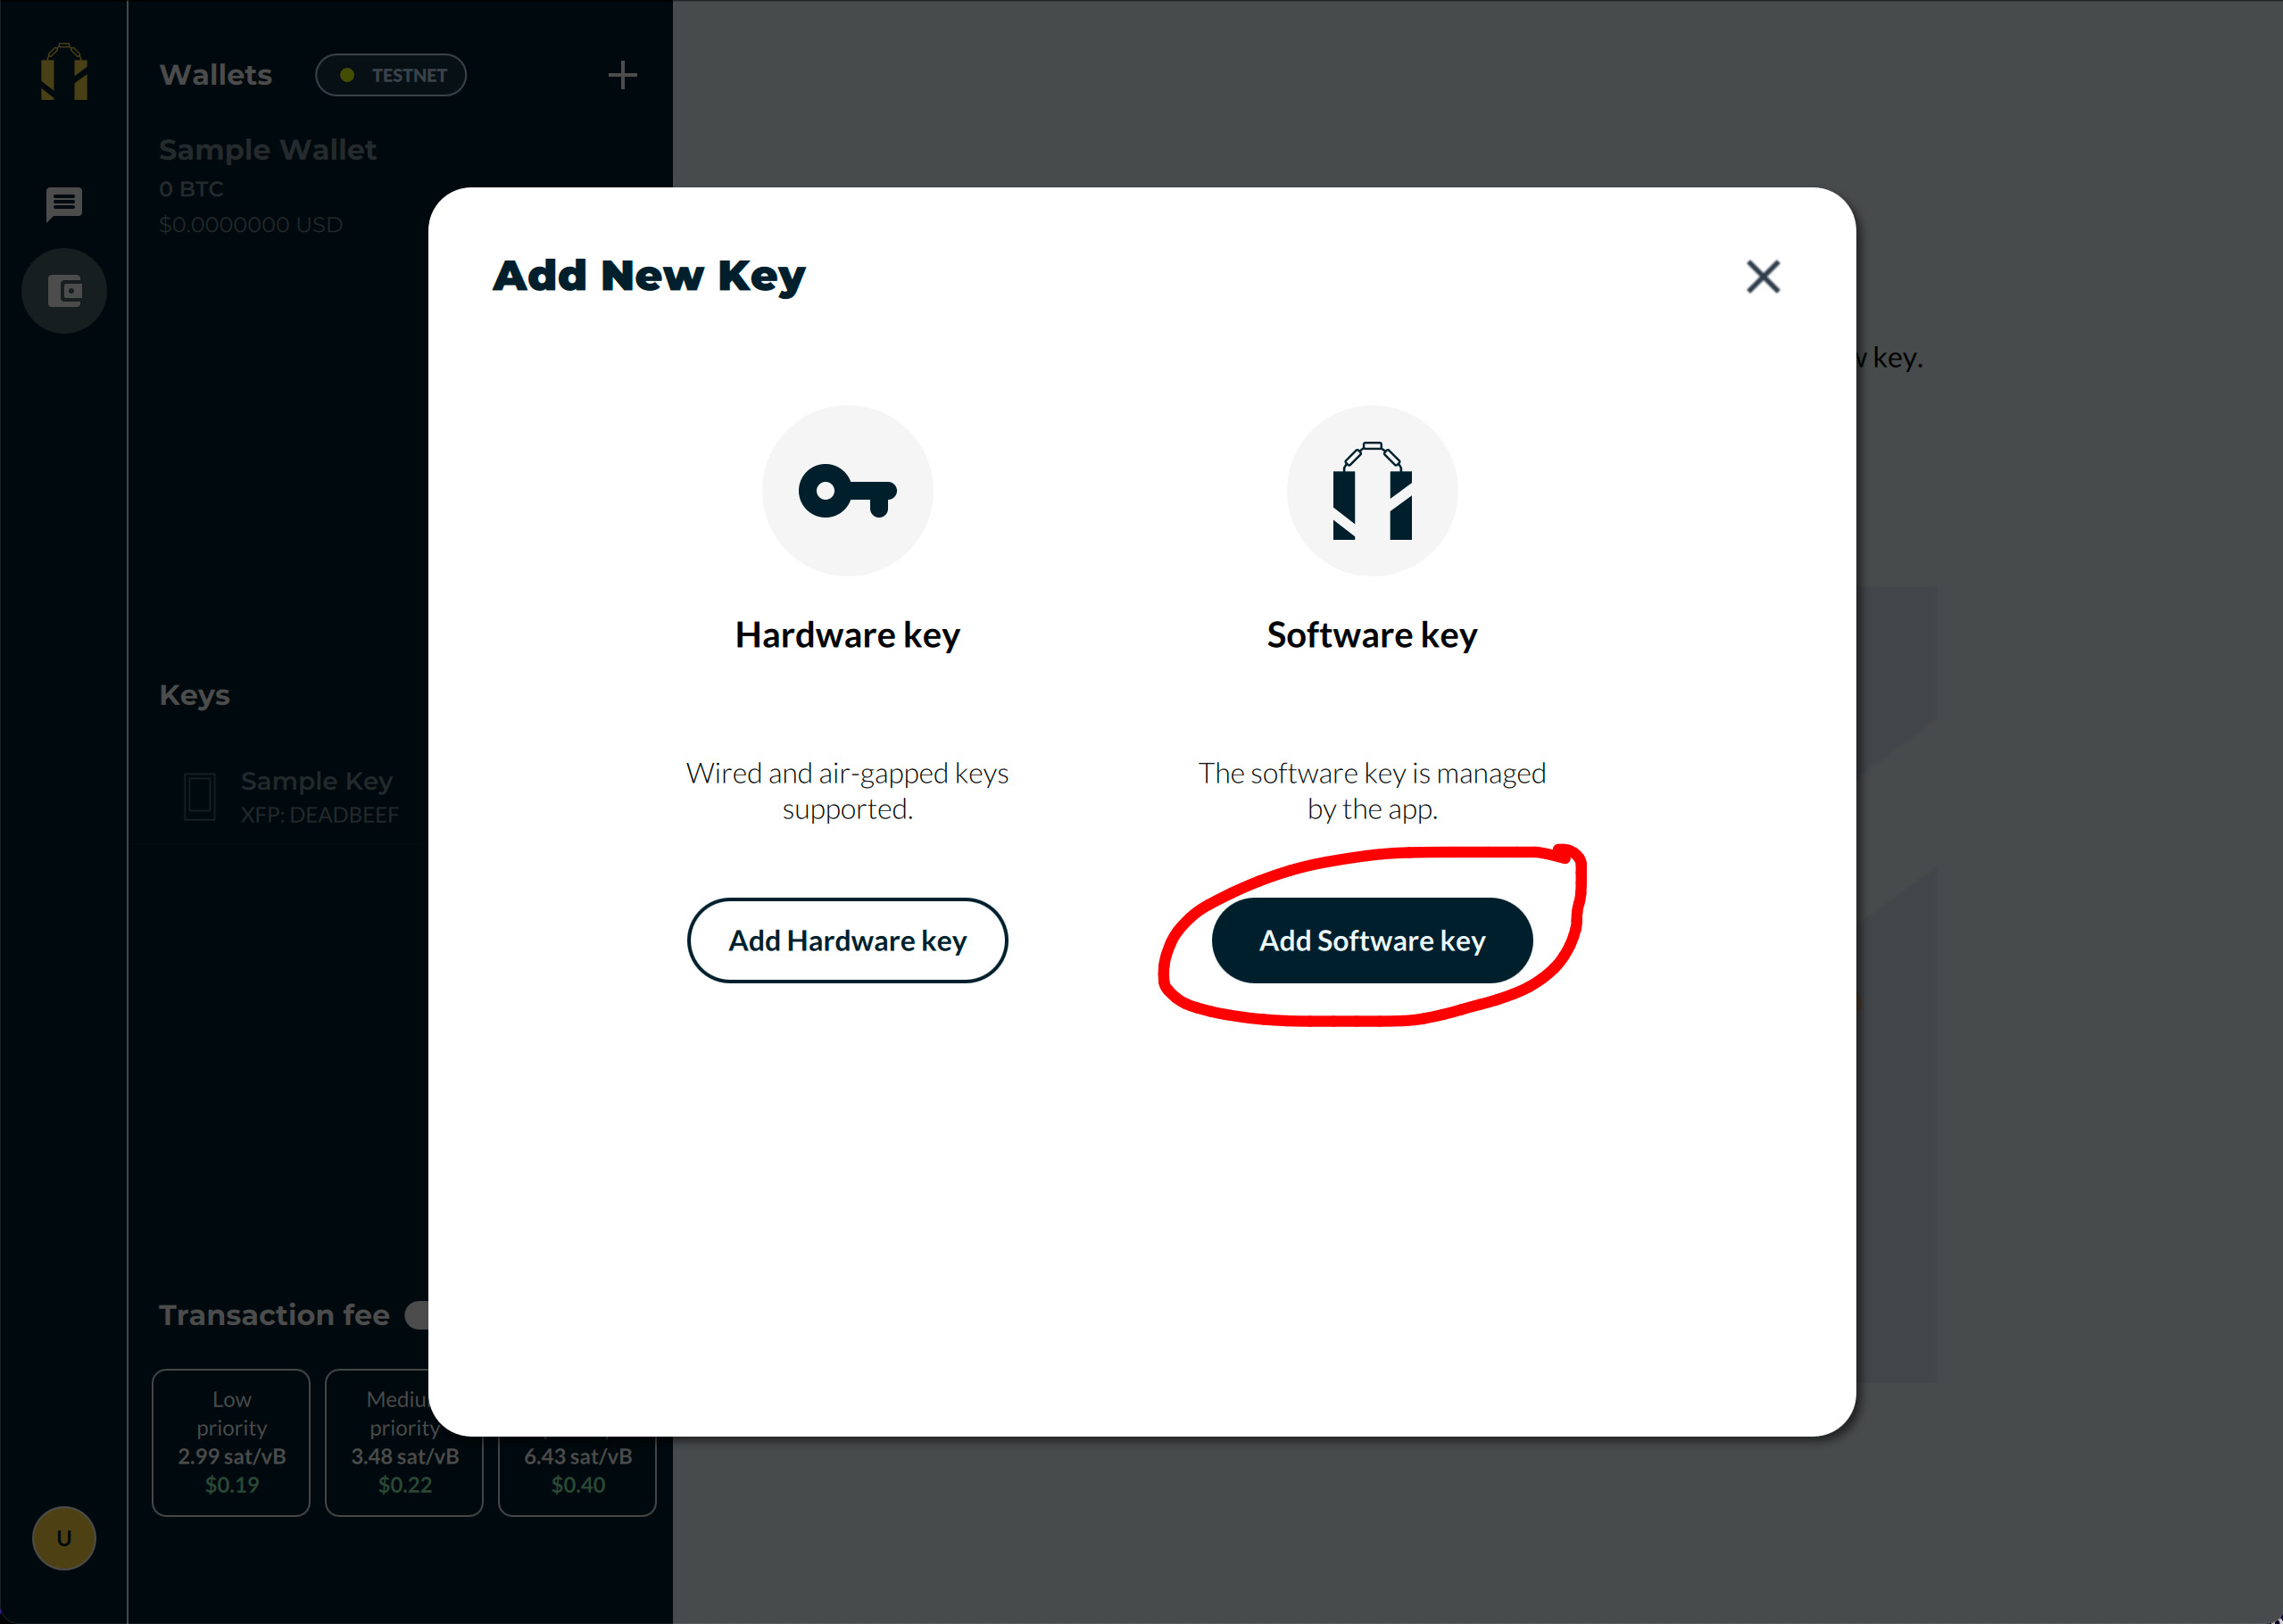 Wallets
TESTNET
Sample Wallet
0 BTC
$0.0000000 USD
Add New Key
key.
Hardware key
Software key
Wired and air-gapped keys
supported.
The software key is managed
by the app.
Add Hardware key
Add Software key
Keys
Sample Key
XFP: DEADBEEF
Transaction fee
Low
priority
2.99 sat/vB
$0.19
priority
3.48 sat/vB
$0.22
6.43 sat/vB
$0.40
U